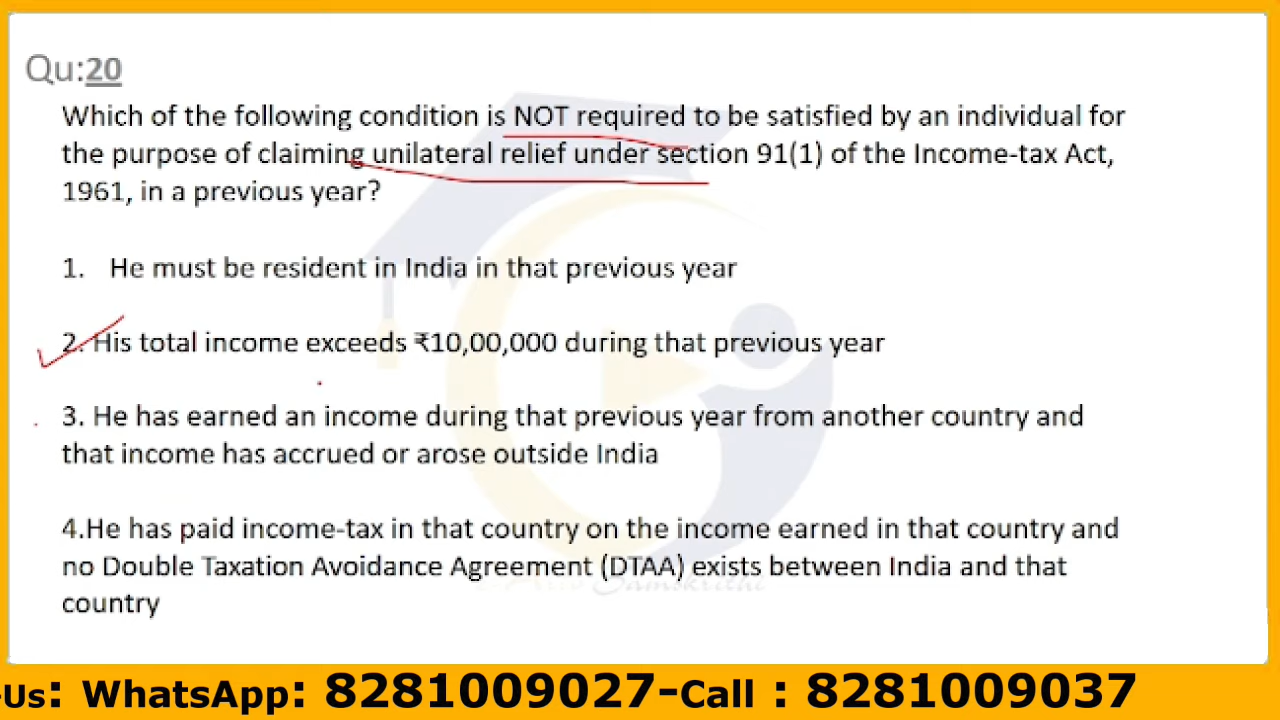 Qu:20
Which of the following condition is NOT required to be satisfied by an individual for
the purpose of claiming unilateral relief under section 91(1) of the Income-tax Act,
1961, in a previous year?
1. He must be resident in India in that previous year
2. His total income exceeds ₹10,00,000 during that previous year
3. He has earned an income during that previous year from another country and
that income has accrued or arose outside India
4.He has paid income-tax in that country on the income earned in that country and
no Double Taxation Avoidance Agreement (DTAA) exists between India and that
country
-Us: WhatsApp: 8281009027-Call : 8281009037